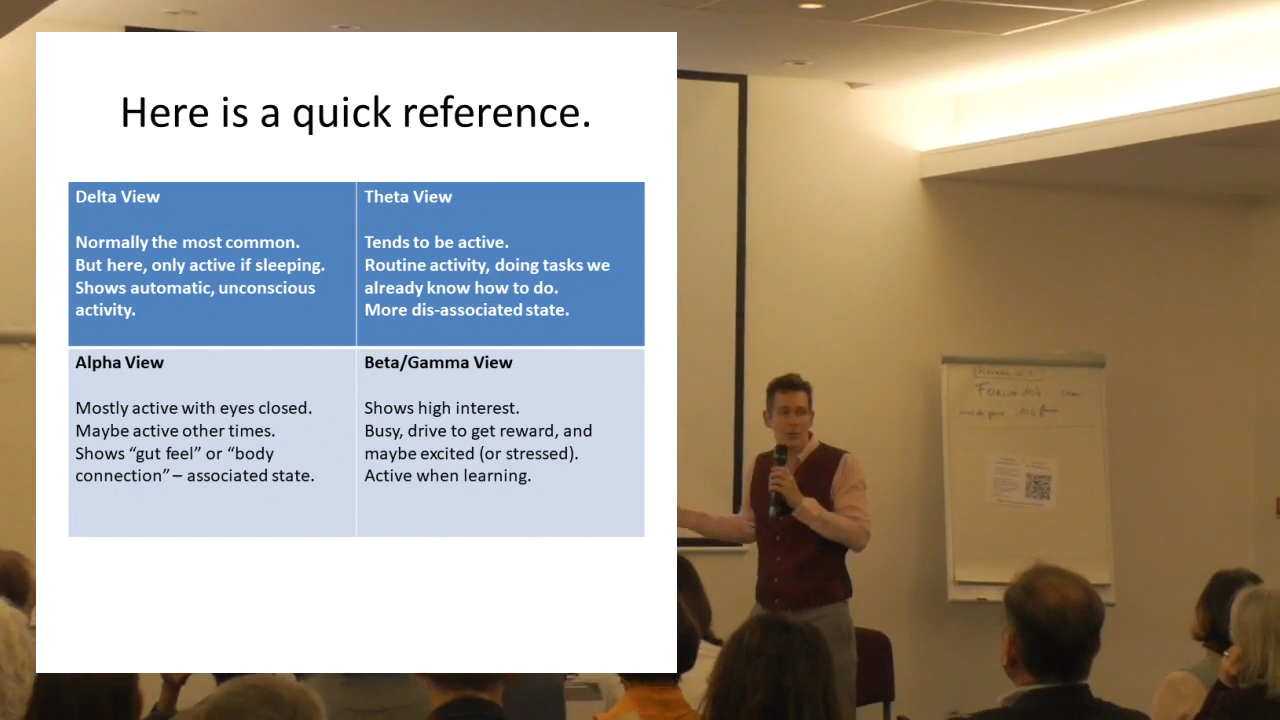 Here is a quick reference.
Delta View
Normally the most common.
But here, only active if sleeping.
Shows automatic, unconscious
activity.
Theta View
Tends to be active.
Routine activity, doing tasks we
already know how to do.
More dis-associated state.
Alpha View
Mostly active with eyes closed.
Maybe active other times.
Shows “gut feel” or “body
connection” – associated state.
Beta/Gamma View
Shows high interest.
Busy, drive to get reward, and
maybe excited (or stressed).
Active when learning.
FORUM 104